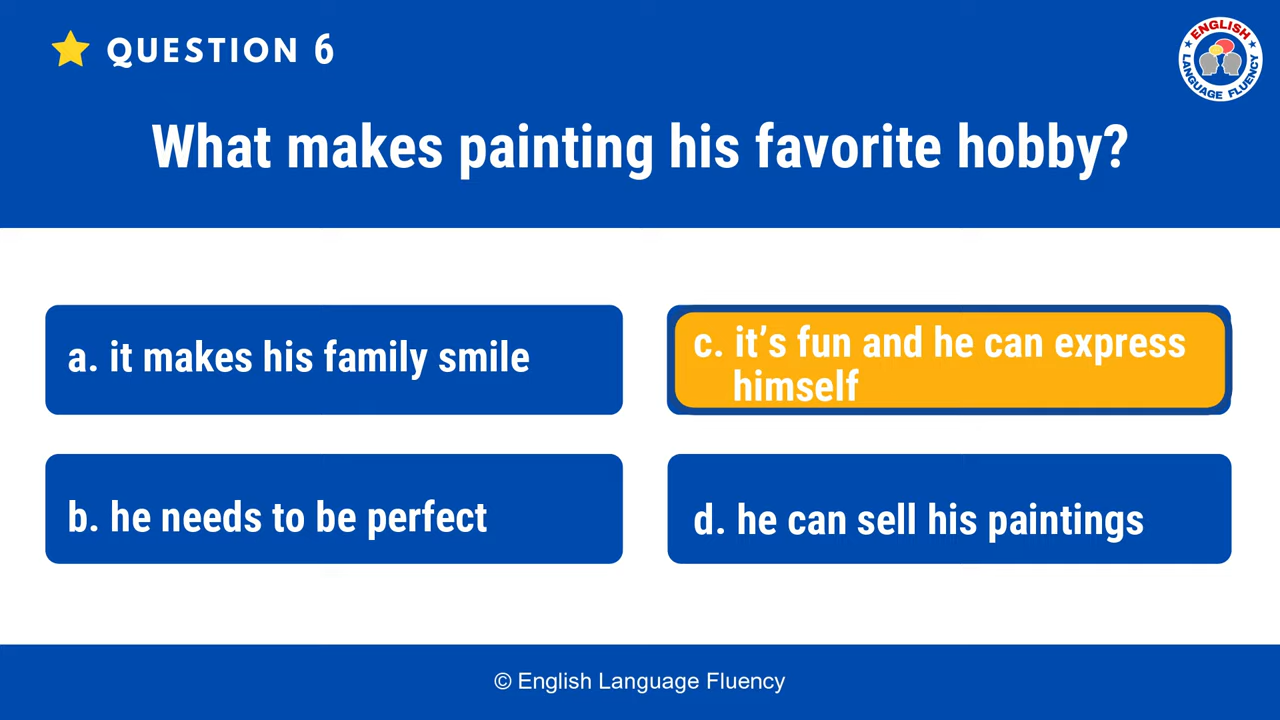 QUESTION 6
ENGLISH
LANGUAGE FLUENCY
What makes painting his favorite hobby?
a. it makes his family smile
b. he needs to be perfect
c. it’s fun and he can express
himself
d. he can sell his paintings
© English Language Fluency